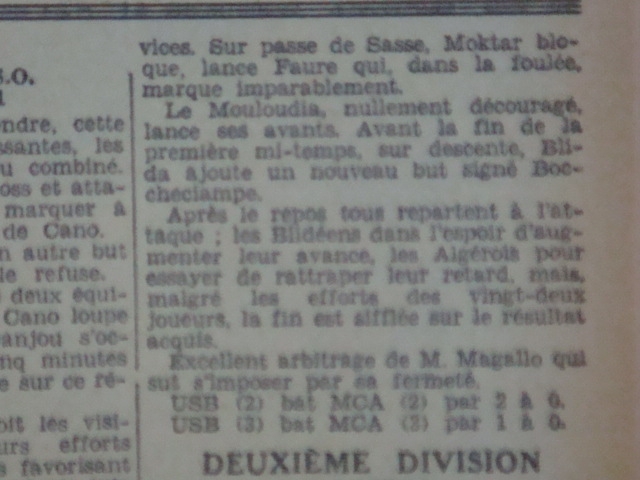 S.O.
endre, cette
ssantes, les
u combiné.
oss et atta-
marquer à
de Cano.
n autre but
le refuse.
deux équi-
Cano loupe
anjou s'oc-
nq minutes
e sur ce ré-
oit les visi-
urs efforts
s favorisant
vices. Sur passe de Sasse, Moktar blo-
que, lance Faure qui, dans la foulée,
marque imparablement.
Le Mouloudia, nullement découragé,
lance ses avants. Avant la fin de la
première mi-temps, sur descente, Bli-
da ajoute un nouveau but signé Boc-
checiampe.
Après le repos tous repartent à l'at-
taque ; les Blidéens dans l'espoir d'aug-
menter leur avance, les Algérois pour
essayer de rattraper leur retard, mais,
malgré les efforts des vingt-deux
joueurs, la fin est sifflée sur le résultat
acquis.
Excellent arbitrage de M. Magallo qui
sut s'imposer par sa fermeté.
USB (2) bat MCA (2) par 2 à 0.
USB (3) bat MCA (3) par 1 à 0.
DEUXIÈME DIVISION